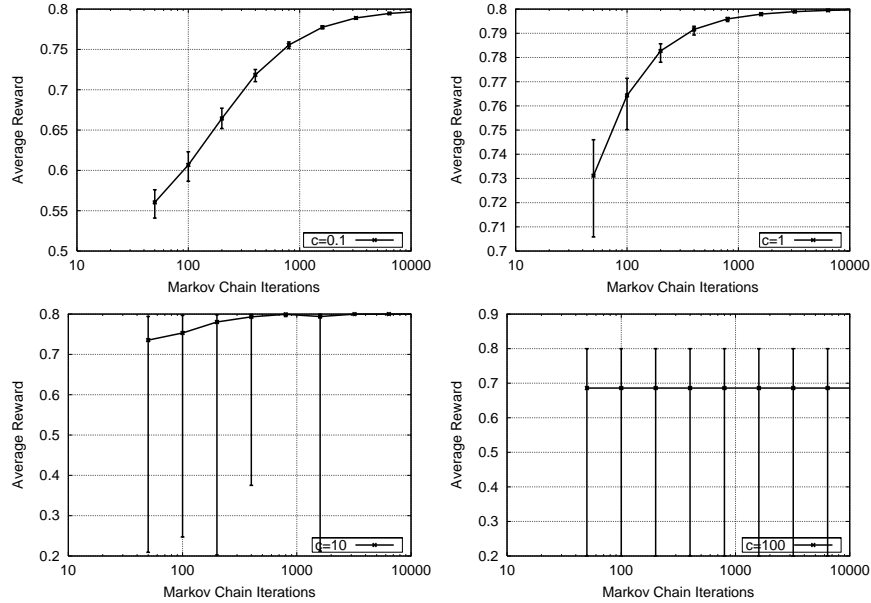 0.8
0.75
0.7
0.65
0.6
0.55
0.5
10 100 1000 10000
Average Reward
Markov Chain Iterations
c=0.1
0.8
0.79
0.78
0.77
0.76
0.75
0.74
0.73
0.72
0.71
0.7
10 100 1000 10000
Average Reward
Markov Chain Iterations
c=1
0.8
0.7
0.6
0.5
0.4
0.3
0.2
10 100 1000 10000
Average Reward
Markov Chain Iterations
c=10
0.9
0.8
0.7
0.6
0.5
0.4
0.3
0.2
10 100 1000 10000
Average Reward
Markov Chain Iterations
c=100